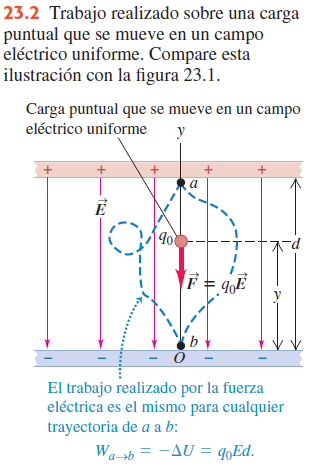 23.2 Trabajo realizado sobre una carga
puntual que se mueve en un campo
eléctrico uniforme. Compare esta
ilustración con la figura 23.1.
Carga puntual que se mueve en un campo
eléctrico uniforme
y
+ + + + +
a
E⃗
q₀
d
F⃗ = q₀E⃗
y
b
− − − − −
O
El trabajo realizado por la fuerza
eléctrica es el mismo para cualquier
trayectoria de a a b:
Wₐ→b = −ΔU = q₀Ed.